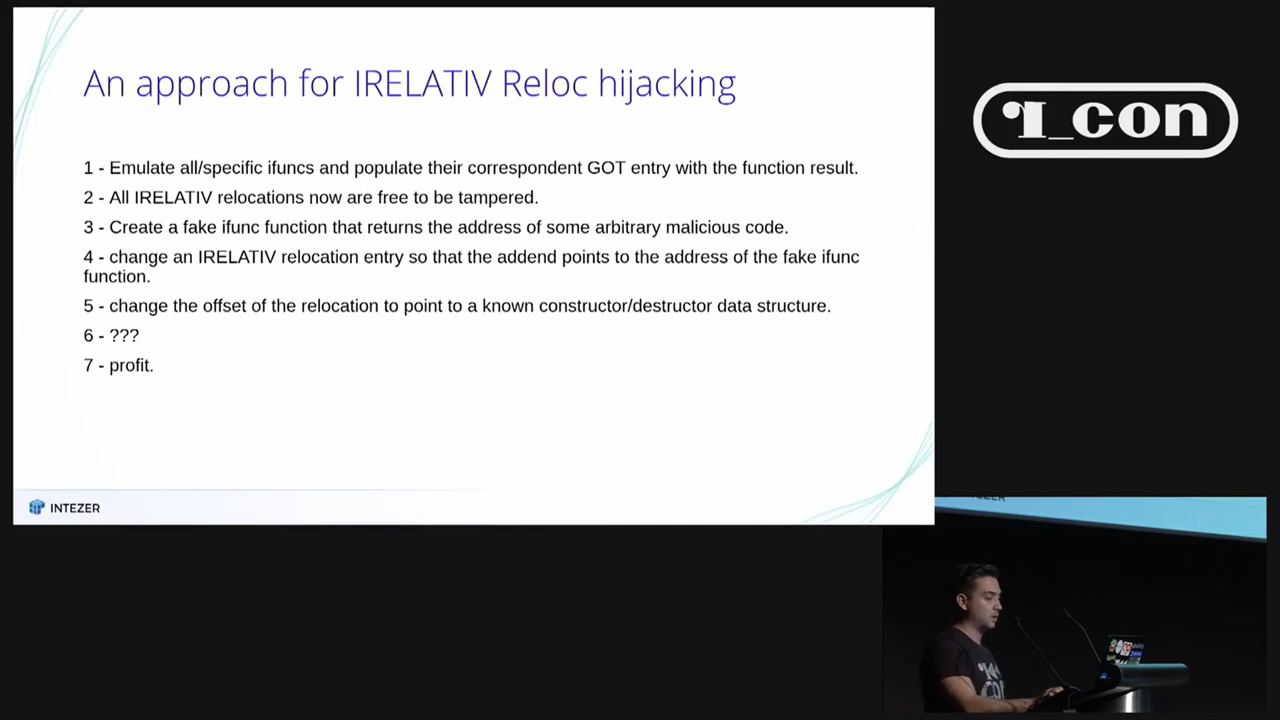 An approach for IRELATIV Reloc hijacking
1 - Emulate all/specific ifuncs and populate their correspondent GOT entry with the function result.
2 - All IRELATIV relocations now are free to be tampered.
3 - Create a fake ifunc function that returns the address of some arbitrary malicious code.
4 - change an IRELATIV relocation entry so that the addend points to the address of the fake ifunc
function.
5 - change the offset of the relocation to point to a known constructor/destructor data structure.
6 - ???
7 - profit.
INTEZER
r_con